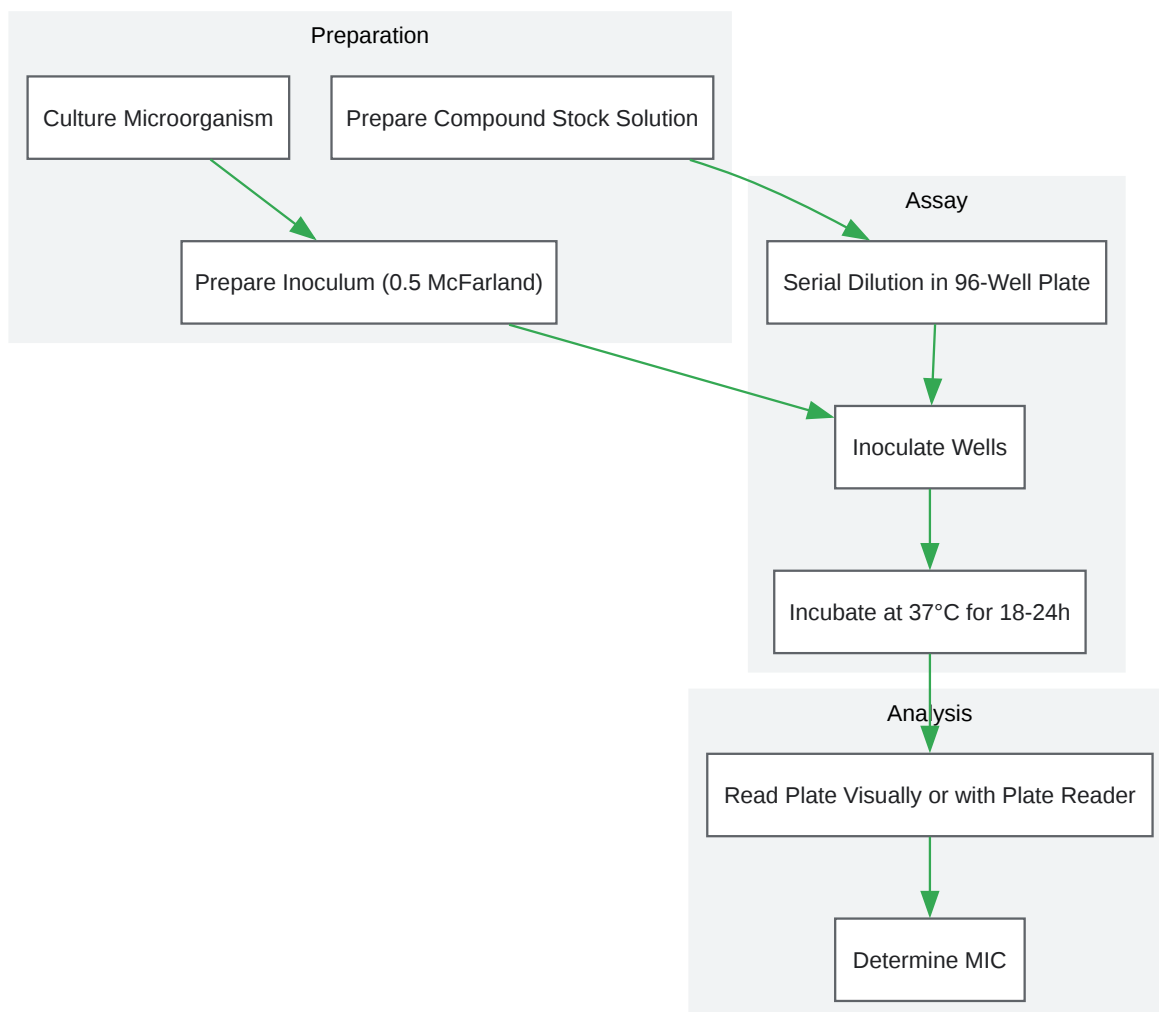 Preparation
Culture Microorganism
Prepare Compound Stock Solution
Prepare Inoculum (0.5 McFarland)
Assay
Serial Dilution in 96-Well Plate
Inoculate Wells
Incubate at 37°C for 18-24h
Analysis
Read Plate Visually or with Plate Reader
Determine MIC